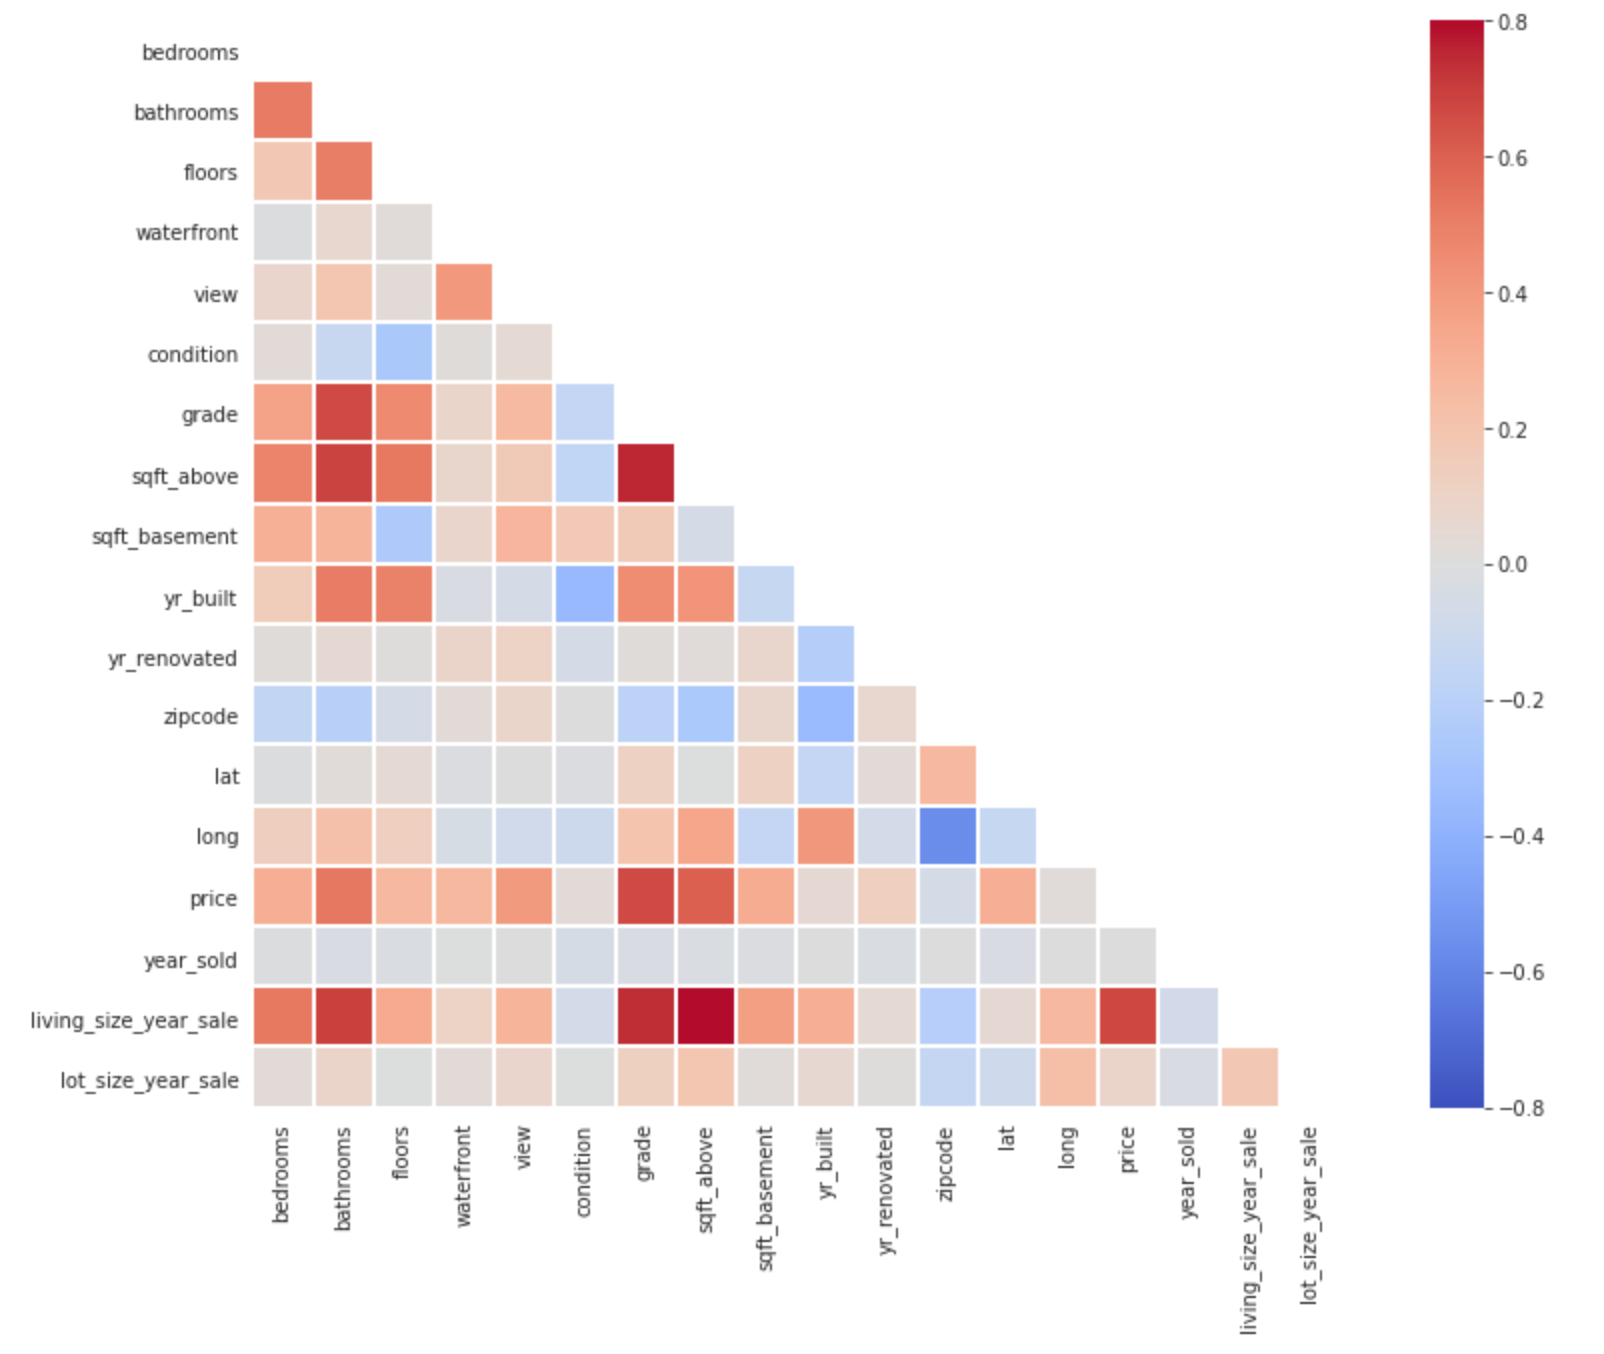 bedrooms
bathrooms
floors
waterfront
view
condition
grade
sqft_above
sqft_basement
yr_built
yr_renovated
zipcode
lat
long
price
year_sold
living_size_year_sale
lot_size_year_sale
bedrooms
bathrooms
floors
waterfront
view
condition
grade
sqft_above
sqft_basement
yr_built
yr_renovated
zipcode
lat
long
price
year_sold
living_size_year_sale
lot_size_year_sale
0.8
0.6
0.4
0.2
0.0
−0.2
−0.4
−0.6
−0.8